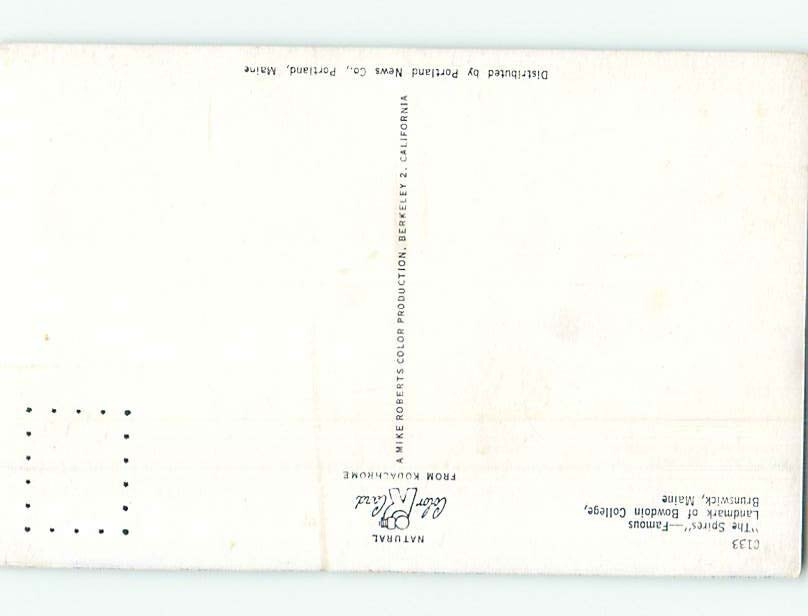 C133
"The Spires"—Famous
Landmark of Bowdoin College,
Brunswick, Maine
NATURAL
Color Card
FROM KODACHROME
A MIKE ROBERTS COLOR PRODUCTION, BERKELEY 2, CALIFORNIA
Distributed by Portland News Co., Portland, Maine